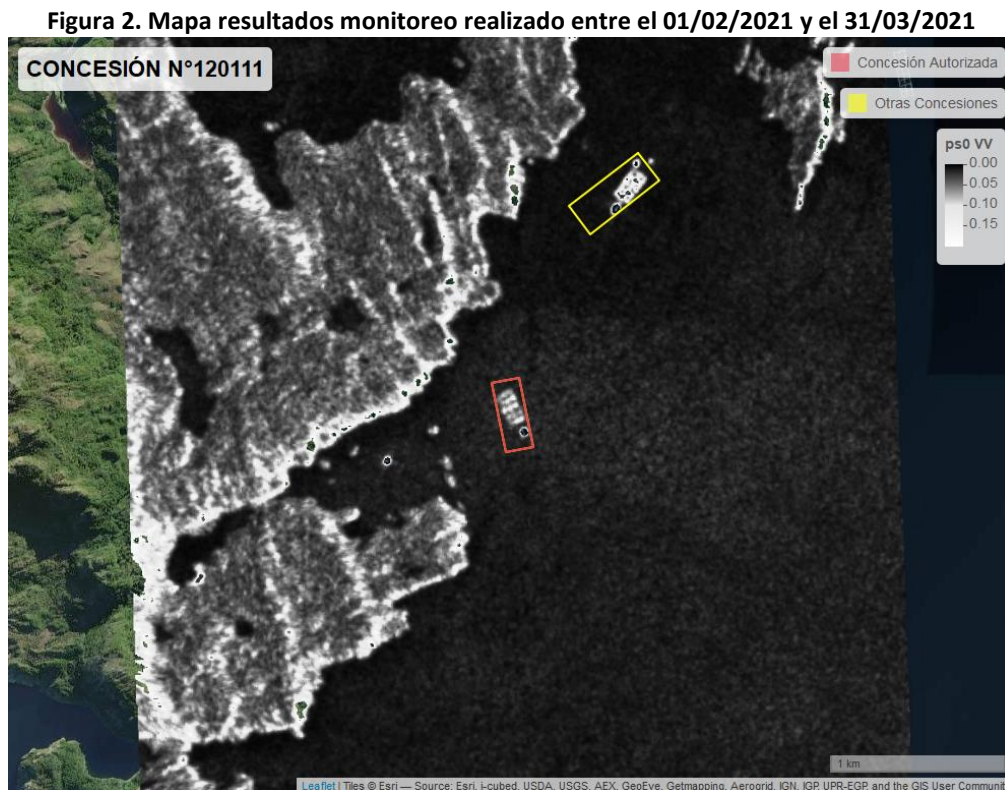 Figura 2. Mapa resultados monitoreo realizado entre el 01/02/2021 y el 31/03/2021
CONCESIÓN N°120111
Concesión Autorizada
Otras Concesiones
ps0 VV
0.00
0.05
0.10
0.15
1 km
Leaflet | Tiles © Esri — Source: Esri, i-cubed, USDA, USGS, AEX, GeoEye, Getmapping, Aerogrid, IGN, IGP, UPR-EGP, and the GIS User Communit